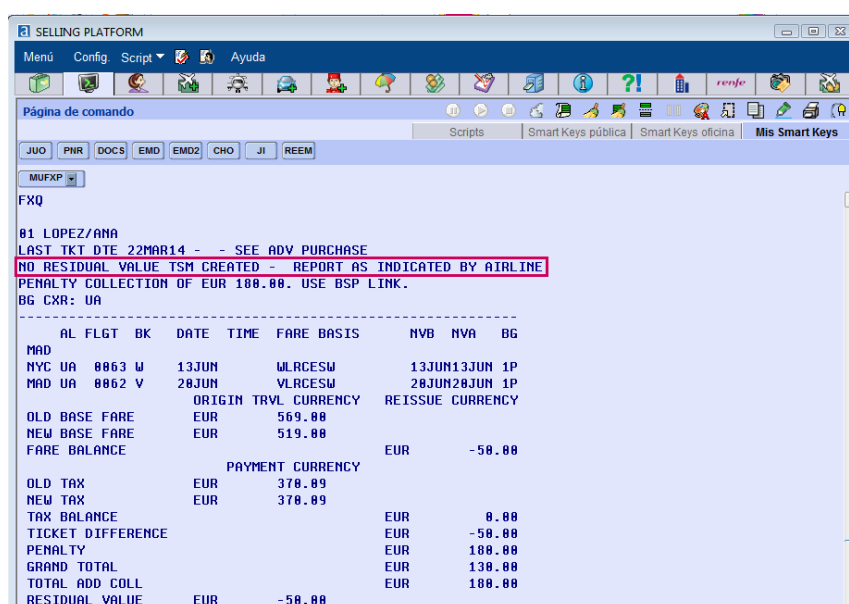 SELLING PLATFORM
Menú Config. Script Ayuda
?! renfe
Página de comando
Scripts Smart Keys pública Smart Keys oficina Mis Smart Keys
JUO PNR DOCS EMD EMD2 CHO JI REEM
MUFXP
FXQ
01 LOPEZ/ANA
LAST TKT DTE 22MAR14 - - SEE ADV PURCHASE
NO RESIDUAL VALUE TSM CREATED - REPORT AS INDICATED BY AIRLINE
PENALTY COLLECTION OF EUR 180.00. USE BSP LINK.
BG CXR: UA
------------------------------------------------------------
AL FLGT BK DATE TIME FARE BASIS NVB NVA BG
MAD
NYC UA 0063 W 13JUN WLRCESW 13JUN13JUN 1P
MAD UA 0062 V 20JUN VLRCESW 20JUN20JUN 1P
ORIGIN TRVL CURRENCY REISSUE CURRENCY
OLD BASE FARE EUR 569.00
NEW BASE FARE EUR 519.00
FARE BALANCE EUR -50.00
PAYMENT CURRENCY
OLD TAX EUR 370.09
NEW TAX EUR 370.09
TAX BALANCE EUR 0.00
TICKET DIFFERENCE EUR -50.00
PENALTY EUR 180.00
GRAND TOTAL EUR 130.00
TOTAL ADD COLL EUR 180.00
RESIDUAL VALUE EUR -50.00